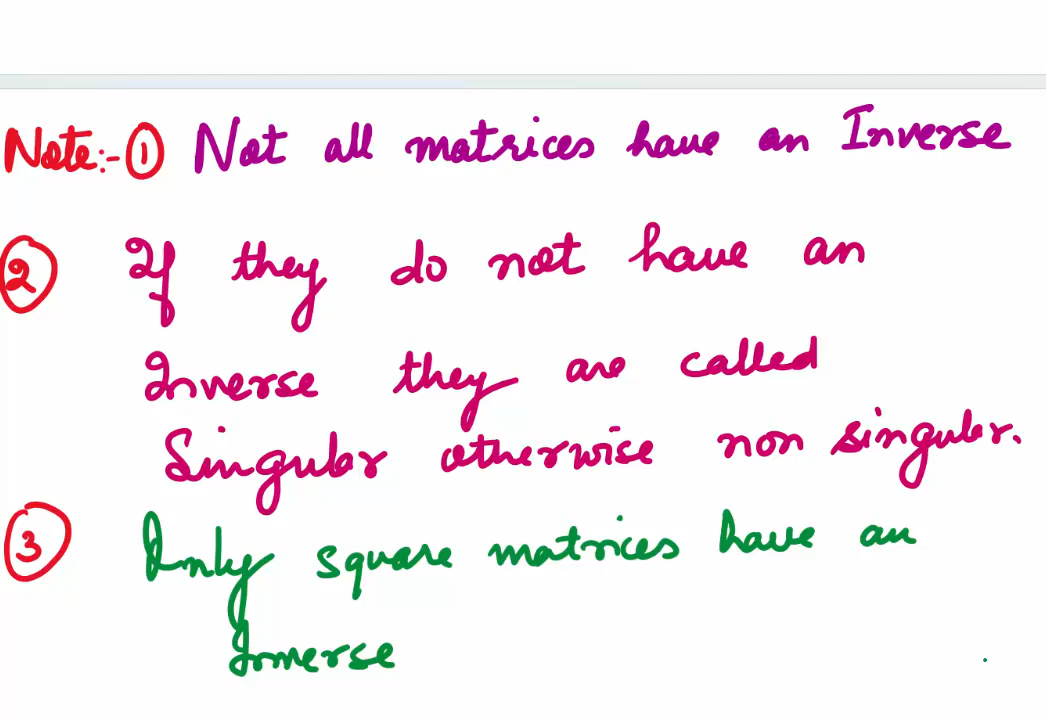 Note:- ① Not all matrices have an Inverse
② If they do not have an
Inverse they are called
Singular otherwise non singular.
③ Only square matrices have an
Inverse